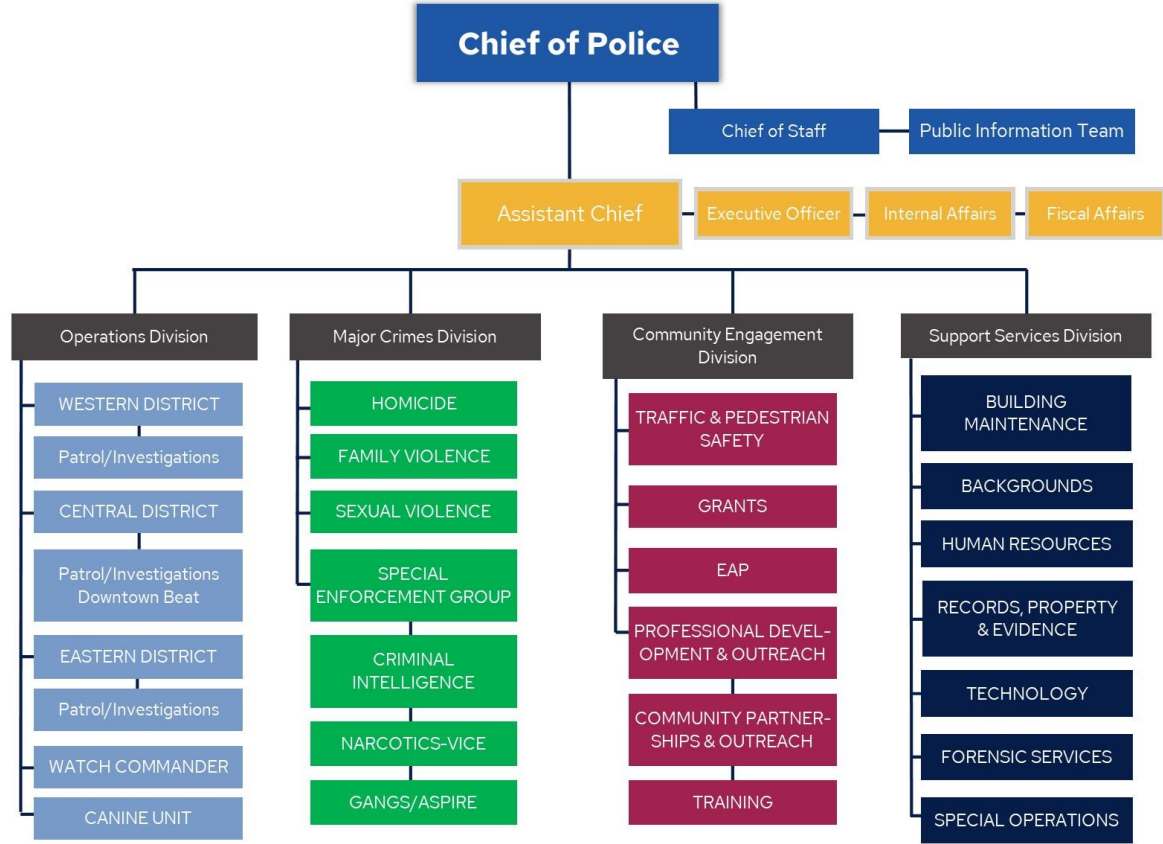 Chief of Police
Chief of Staff
Public Information Team
Assistant Chief
Executive Officer
Internal Affairs
Fiscal Affairs
Operations Division
WESTERN DISTRICT
Patrol/Investigations
CENTRAL DISTRICT
Patrol/Investigations
Downtown Beat
EASTERN DISTRICT
Patrol/Investigations
WATCH COMMANDER
CANINE UNIT
Major Crimes Division
HOMICIDE
FAMILY VIOLENCE
SEXUAL VIOLENCE
SPECIAL
ENFORCEMENT GROUP
CRIMINAL
INTELLIGENCE
NARCOTICS-VICE
GANGS/ASPIRE
Community Engagement
Division
TRAFFIC & PEDESTRIAN
SAFETY
GRANTS
EAP
PROFESSIONAL DEVEL-
OPMENT & OUTREACH
COMMUNITY PARTNER-
SHIPS & OUTREACH
TRAINING
Support Services Division
BUILDING
MAINTENANCE
BACKGROUNDS
HUMAN RESOURCES
RECORDS, PROPERTY
& EVIDENCE
TECHNOLOGY
FORENSIC SERVICES
SPECIAL OPERATIONS